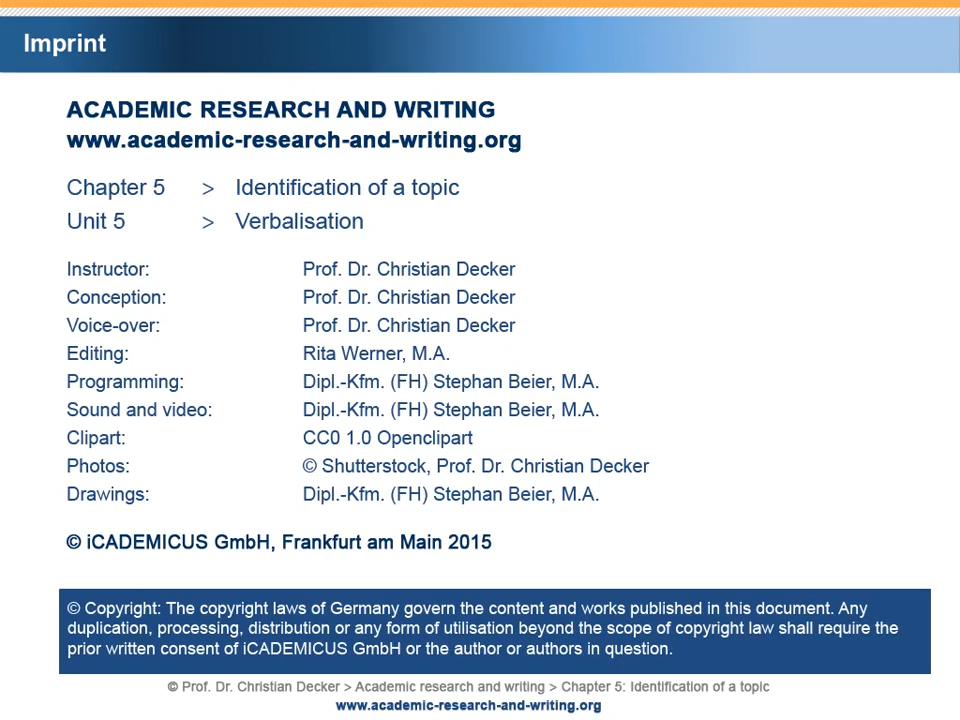 Imprint
ACADEMIC RESEARCH AND WRITING
www.academic-research-and-writing.org
Chapter 5 > Identification of a topic
Unit 5 > Verbalisation
Instructor: Prof. Dr. Christian Decker
Conception: Prof. Dr. Christian Decker
Voice-over: Prof. Dr. Christian Decker
Editing: Rita Werner, M.A.
Programming: Dipl.-Kfm. (FH) Stephan Beier, M.A.
Sound and video: Dipl.-Kfm. (FH) Stephan Beier, M.A.
Clipart: CC0 1.0 Openclipart
Photos: © Shutterstock, Prof. Dr. Christian Decker
Drawings: Dipl.-Kfm. (FH) Stephan Beier, M.A.
© iCADEMICUS GmbH, Frankfurt am Main 2015
© Copyright: The copyright laws of Germany govern the content and works published in this document. Any
duplication, processing, distribution or any form of utilisation beyond the scope of copyright law shall require the
prior written consent of iCADEMICUS GmbH or the author or authors in question.
© Prof. Dr. Christian Decker > Academic research and writing > Chapter 5: Identification of a topic
www.academic-research-and-writing.org